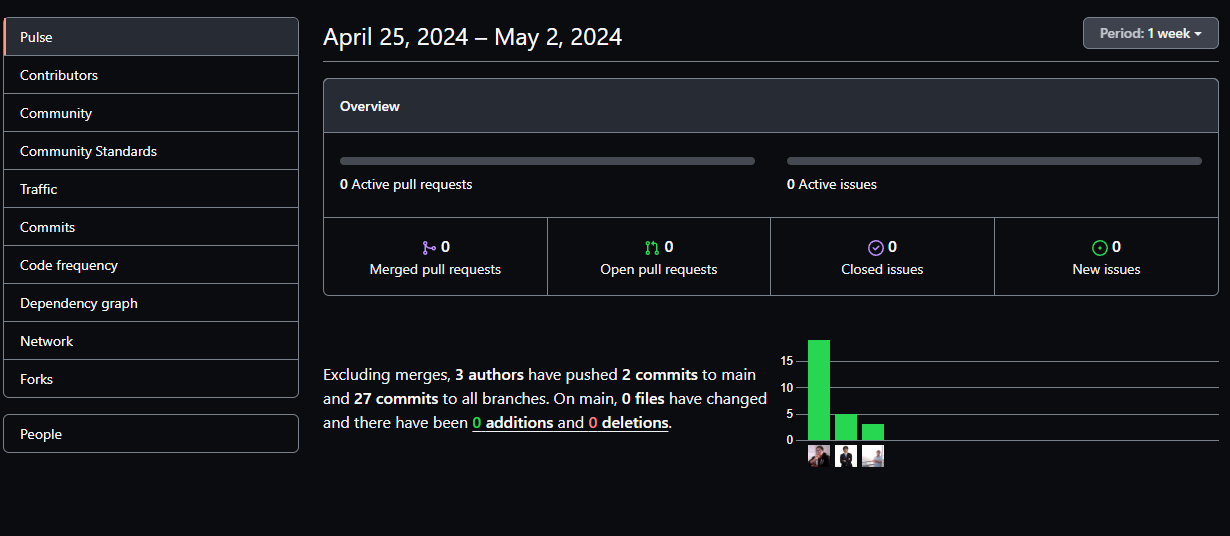 Pulse
Contributors
Community
Community Standards
Traffic
Commits
Code frequency
Dependency graph
Network
Forks
People
April 25, 2024 – May 2, 2024
Period: 1 week
Overview
0 Active pull requests
0 Active issues
0
Merged pull requests
0
Open pull requests
0
Closed issues
0
New issues
Excluding merges, 3 authors have pushed 2 commits to main
and 27 commits to all branches. On main, 0 files have changed
and there have been 0 additions and 0 deletions.
15
10
5
0